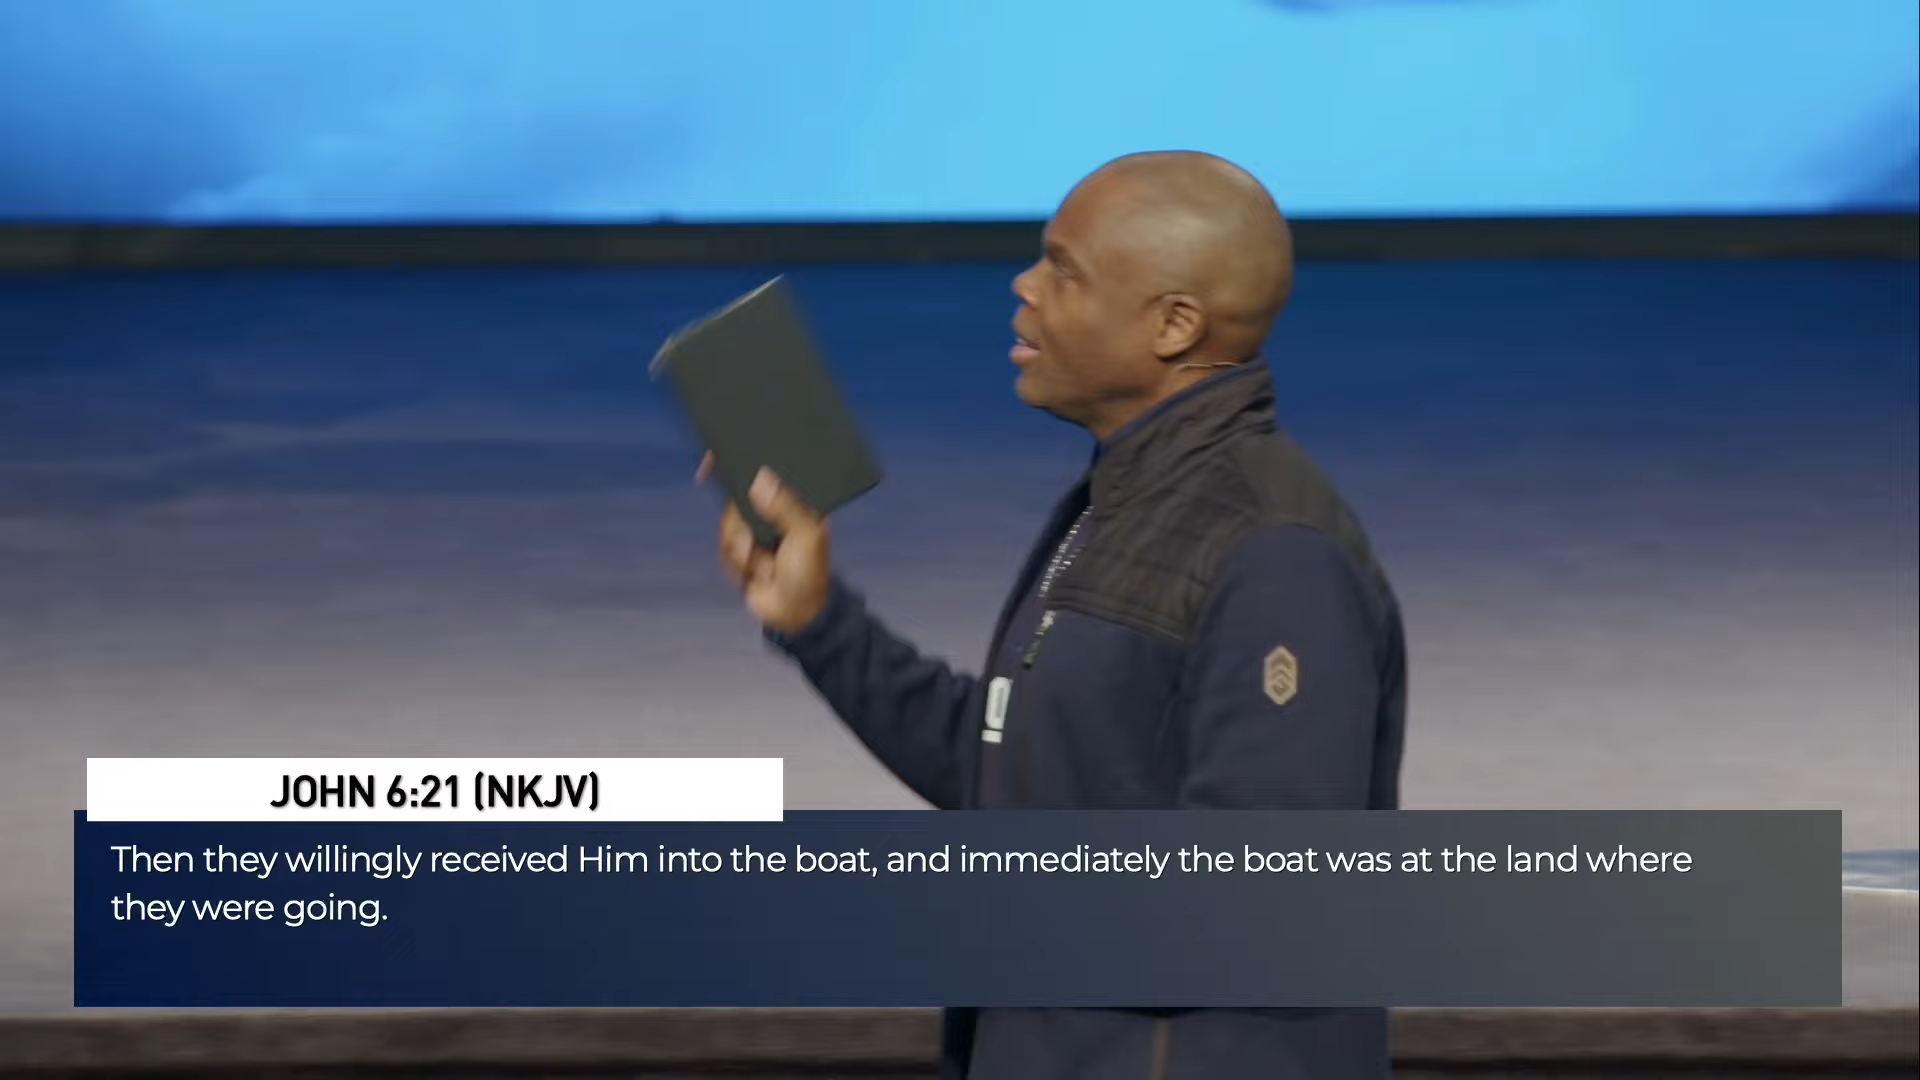 JOHN 6:21 (NKJV)
Then they willingly received Him into the boat, and immediately the boat was at the land where
they were going.